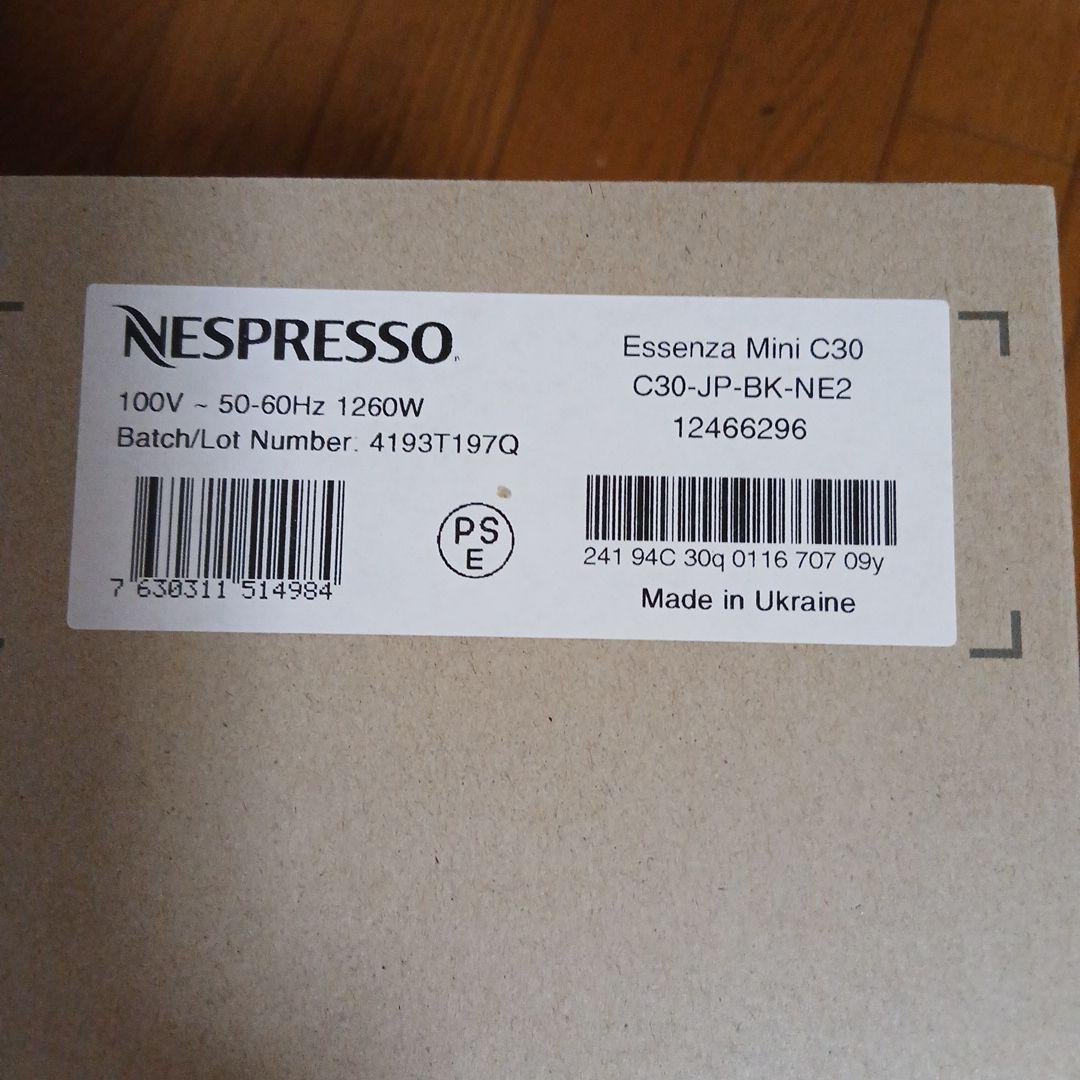 NESPRESSO
100V ~ 50-60Hz 1260W
Batch/Lot Number: 4193T197Q
7 630311 514984
PS
E
Essenza Mini C30
C30-JP-BK-NE2
12466296
241 94C 30q 0116 707 09y
Made in Ukraine